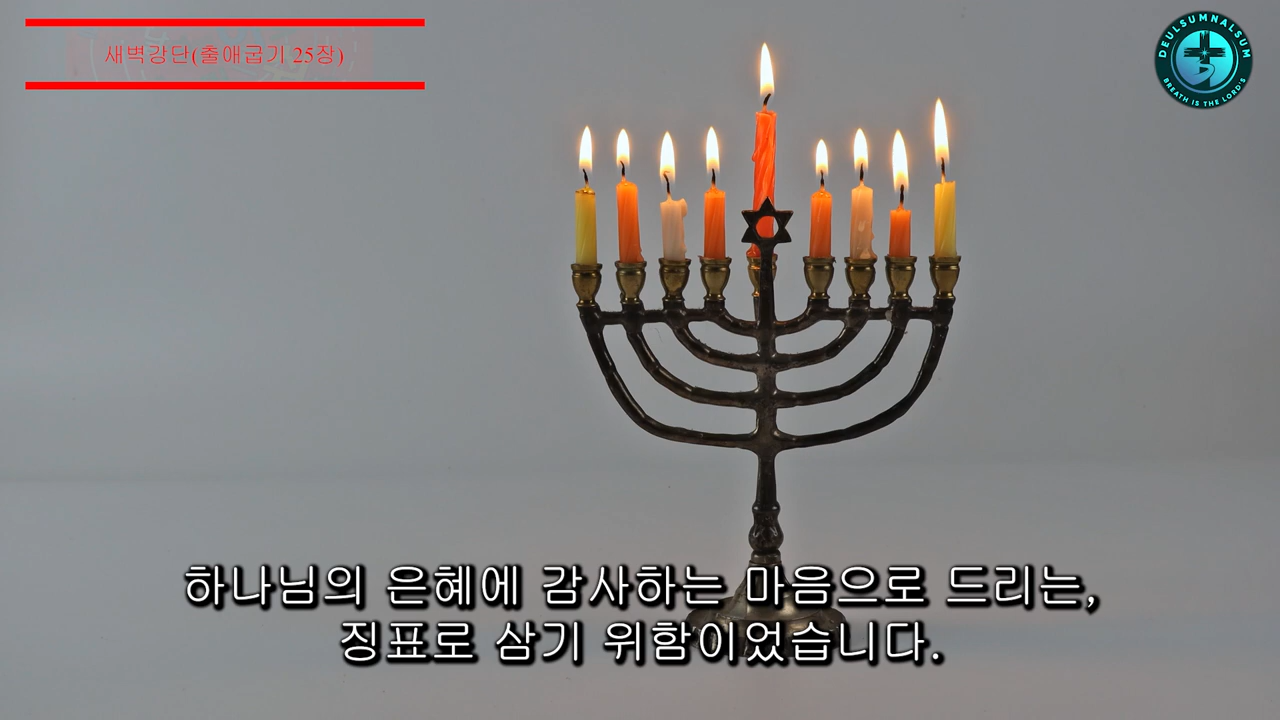 새벽강단(출애굽기 25장)
DEULSUMNALSUM
BREATH IS THE LORD'S
하나님의 은혜에 감사하는 마음으로 드리는,
징표로 삼기 위함이었습니다.